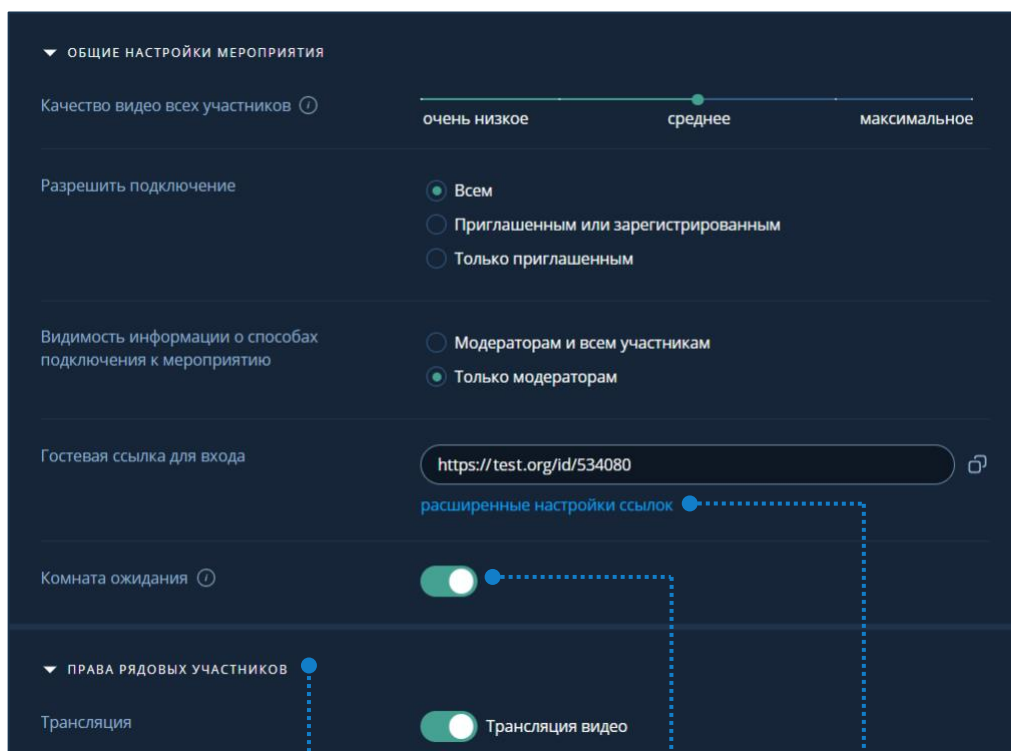 ОБЩИЕ НАСТРОЙКИ МЕРОПРИЯТИЯ
Качество видео всех участников
очень низкое среднее максимальное
Разрешить подключение
Всем
Приглашенным или зарегистрированным
Только приглашенным
Видимость информации о способах
подключения к мероприятию
Модераторам и всем участникам
Только модераторам
Гостевая ссылка для входа
https://test.org/id/534080
расширенные настройки ссылок
Комната ожидания
ПРАВА РЯДОВЫХ УЧАСТНИКОВ
Трансляция
Трансляция видео